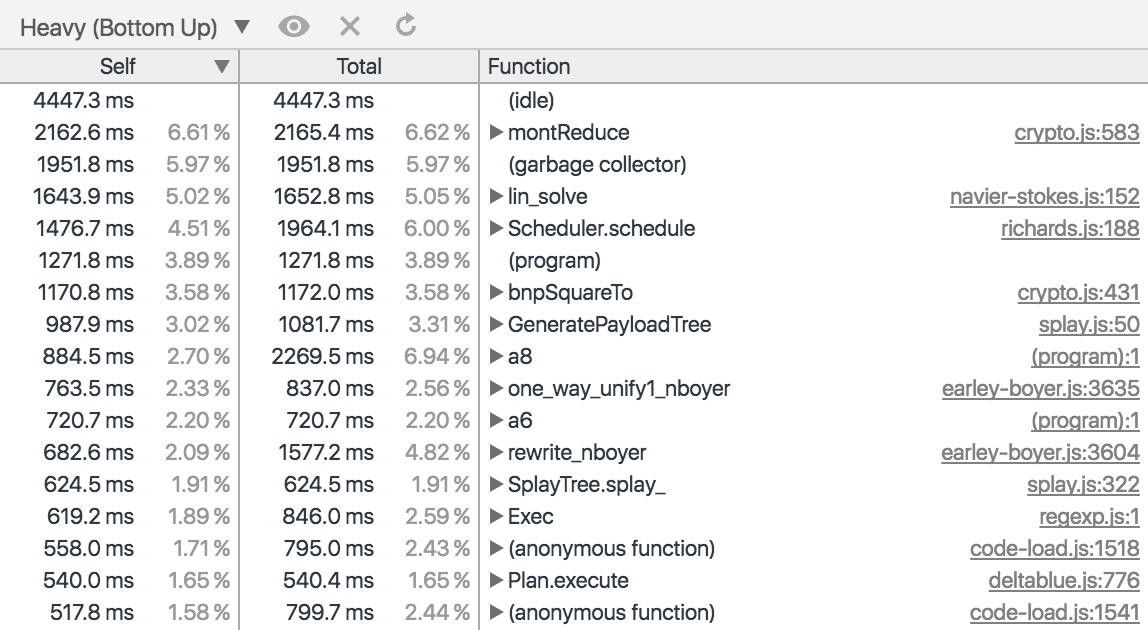 Heavy (Bottom Up)
Self Total Function
4447.3 ms 4447.3 ms (idle)
2162.6 ms 6.61 % 2165.4 ms 6.62 % montReduce crypto.js:583
1951.8 ms 5.97 % 1951.8 ms 5.97 % (garbage collector)
1643.9 ms 5.02 % 1652.8 ms 5.05 % lin_solve navier-stokes.js:152
1476.7 ms 4.51 % 1964.1 ms 6.00 % Scheduler.schedule richards.js:188
1271.8 ms 3.89 % 1271.8 ms 3.89 % (program)
1170.8 ms 3.58 % 1172.0 ms 3.58 % bnpSquareTo crypto.js:431
987.9 ms 3.02 % 1081.7 ms 3.31 % GeneratePayloadTree splay.js:50
884.5 ms 2.70 % 2269.5 ms 6.94 % a8 (program):1
763.5 ms 2.33 % 837.0 ms 2.56 % one_way_unify1_nboyer earley-boyer.js:3635
720.7 ms 2.20 % 720.7 ms 2.20 % a6 (program):1
682.6 ms 2.09 % 1577.2 ms 4.82 % rewrite_nboyer earley-boyer.js:3604
624.5 ms 1.91 % 624.5 ms 1.91 % SplayTree.splay_ splay.js:322
619.2 ms 1.89 % 846.0 ms 2.59 % Exec regexp.js:1
558.0 ms 1.71 % 795.0 ms 2.43 % (anonymous function) code-load.js:1518
540.0 ms 1.65 % 540.4 ms 1.65 % Plan.execute deltablue.js:776
517.8 ms 1.58 % 799.7 ms 2.44 % (anonymous function) code-load.js:1541